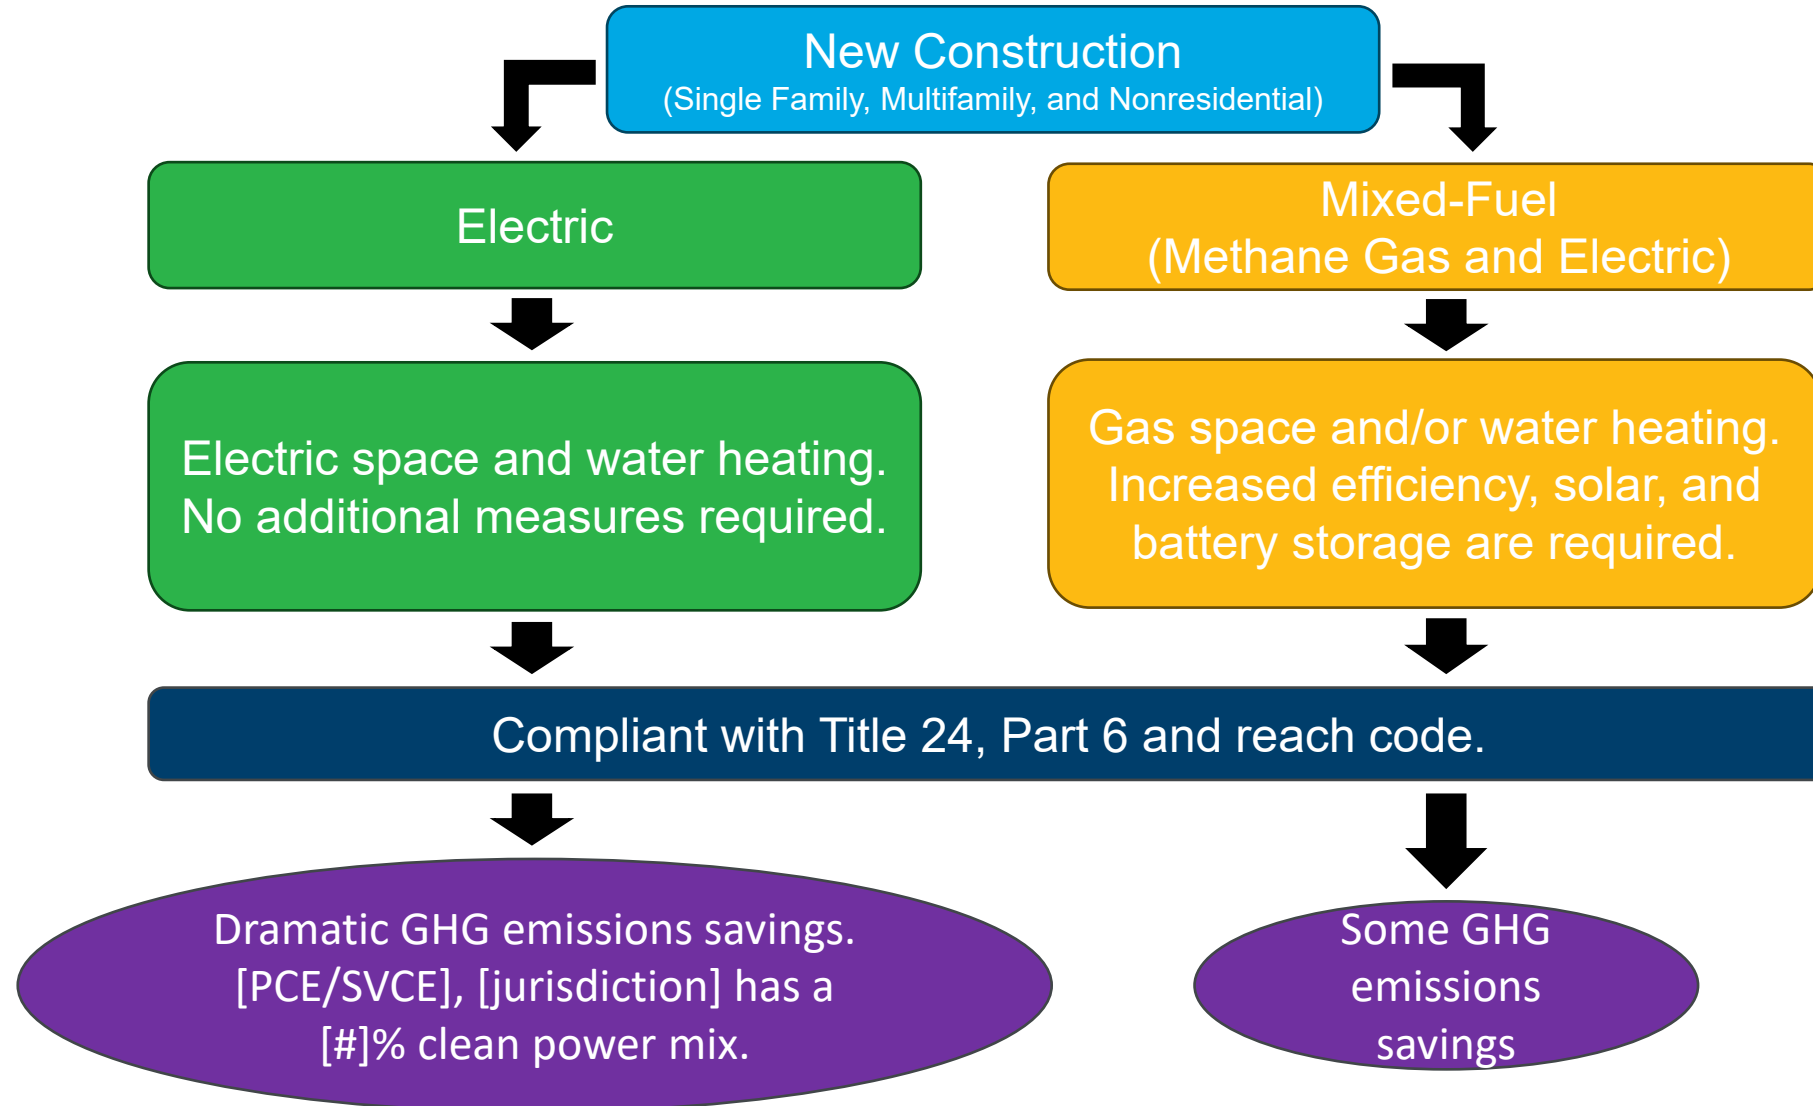 New Construction
(Single Family, Multifamily, and Nonresidential)
Electric
Mixed-Fuel
(Methane Gas and Electric)
Electric space and water heating.
No additional measures required.
Gas space and/or water heating.
Increased efficiency, solar, and
battery storage are required.
Compliant with Title 24, Part 6 and reach code.
Dramatic GHG emissions savings.
[PCE/SVCE], [jurisdiction] has a
[#]% clean power mix.
Some GHG
emissions
savings